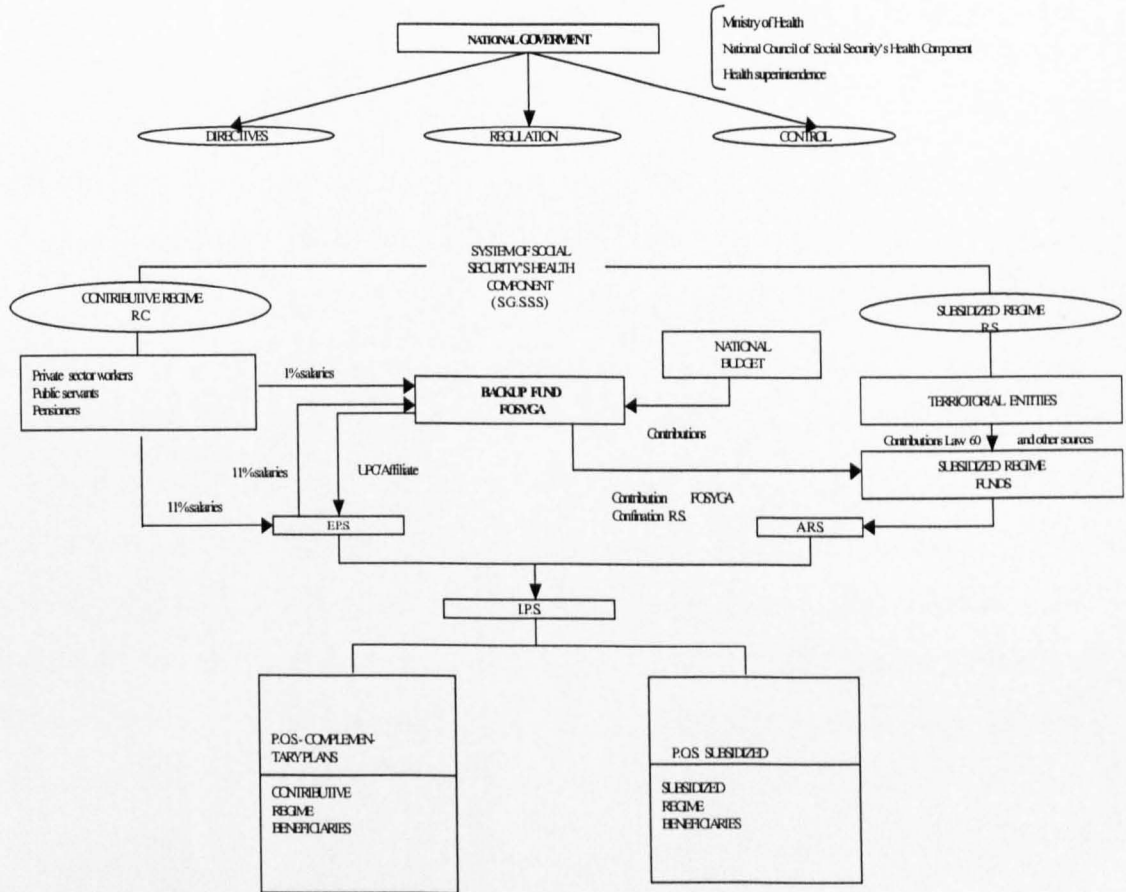 NATIONAL GOVERMENT
Ministry of Health
National Council of Social Security's Health Component
Health superintendence
DIRECTIVES
REGULATION
CONTROL
SYSTEM OF SOCIAL
SECURITY'S HEALTH
COMPONENT
( S.G.S.S.S)
CONTRIBUTIVE REGIME
R.C
SUBSIDIZED REGIME
R.S.
Private sector workers
Public servants
Pensioners
1% salaries
BACKUP FUND
FOSYGA
NATIONAL
BUDGET
Contributions
TERRIOTORIAL ENTITIES
Contributions Law 60 and other sources
SUBSIDIZED REGIME
FUNDS
11% salaries
UPC/Affiliate
11% salaries
Contribution FOSYGA
Confination R.S.
E.P.S.
A.R.S.
I.P.S.
P.O.S.- COMPLEMEN-
TARY PLANS
CONTRIBUTIVE
REGIME
BENEFICIARIES
P.O.S. SUBSIDIZED
SUBSIDIZED
REGIME
BENEFICIARIES